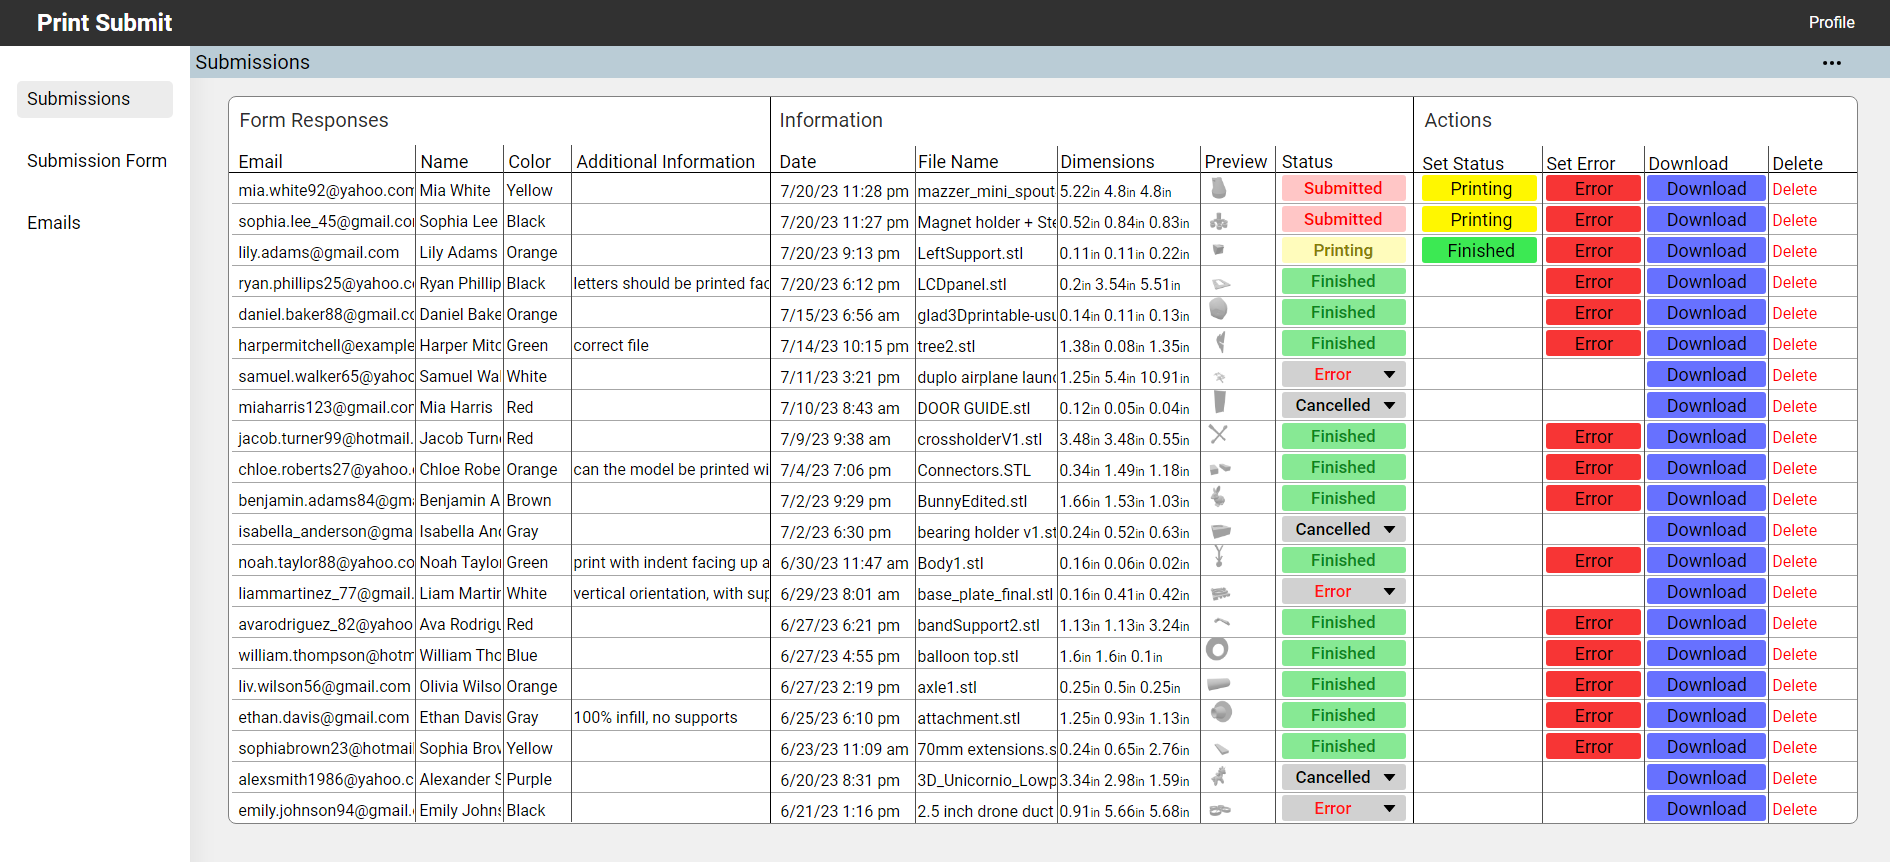 Print Submit Profile
Submissions
Submissions
Submission Form
Emails
Form Responses Information Actions
Email Name Color Additional Information Date File Name Dimensions Preview Status Set Status Set Error Download Delete
mia.white92@yahoo.com Mia White Yellow 7/20/23 11:28 pm mazzer_mini_spout 5.22in 4.8in 4.8in Submitted Printing Error Download Delete
sophia.lee_45@gmail.co Sophia Lee Black 7/20/23 11:27 pm Magnet holder + Ste 0.52in 0.84in 0.83in Submitted Printing Error Download Delete
lily.adams@gmail.com Lily Adams Orange 7/20/23 9:13 pm LeftSupport.stl 0.11in 0.11in 0.22in Printing Finished Error Download Delete
ryan.phillips25@yahoo.c Ryan Phillip Black letters should be printed fac 7/20/23 6:12 pm LCDpanel.stl 0.2in 3.54in 5.51in Finished Error Download Delete
daniel.baker88@gmail.cc Daniel Bake Orange 7/15/23 6:56 am glad3Dprintable-usu 0.14in 0.11in 0.13in Finished Error Download Delete
harpermitchell@example Harper Mitc Green correct file 7/14/23 10:15 pm tree2.stl 1.38in 0.08in 1.35in Finished Error Download Delete
samuel.walker65@yahoc Samuel Wal White 7/11/23 3:21 pm duplo airplane laun 1.25in 5.4in 10.91in Error Download Delete
miaharris123@gmail.cor Mia Harris Red 7/10/23 8:43 am DOOR GUIDE.stl 0.12in 0.05in 0.04in Cancelled Download Delete
jacob.turner99@hotmail. Jacob Turn Red 7/9/23 9:38 am crossholderV1.stl 3.48in 3.48in 0.55in Finished Error Download Delete
chloe.roberts27@yahoo. Chloe Robe Orange can the model be printed wi 7/4/23 7:06 pm Connectors.STL 0.34in 1.49in 1.18in Finished Error Download Delete
benjamin.adams84@gma Benjamin A Brown 7/2/23 9:29 pm BunnyEdited.stl 1.66in 1.53in 1.03in Finished Error Download Delete
isabella_anderson@gma Isabella And Gray 7/2/23 6:30 pm bearing holder v1.st 0.24in 0.52in 0.63in Cancelled Download Delete
noah.taylor88@yahoo.co Noah Taylor Green print with indent facing up a 6/30/23 11:47 am Body1.stl 0.16in 0.06in 0.02in Finished Error Download Delete
liammartinez_77@gmail. Liam Martin White vertical orientation, with sup 6/29/23 8:01 am base_plate_final.stl 0.16in 0.41in 0.42in Error Download Delete
avarodriguez_82@yahoo Ava Rodrigu Red 6/27/23 6:21 pm bandSupport2.stl 1.13in 1.13in 3.24in Finished Error Download Delete
william.thompson@hotm William Tho Blue 6/27/23 4:55 pm balloon top.stl 1.6in 1.6in 0.1in Finished Error Download Delete
liv.wilson56@gmail.com Olivia Wilso Orange 6/27/23 2:19 pm axle1.stl 0.25in 0.5in 0.25in Finished Error Download Delete
ethan.davis@gmail.com Ethan Davis Gray 100% infill, no supports 6/25/23 6:10 pm attachment.stl 1.25in 0.93in 1.13in Finished Error Download Delete
sophiabrown23@hotmail Sophia Brov Yellow 6/23/23 11:09 am 70mm extensions.s 0.24in 0.65in 2.76in Finished Error Download Delete
alexsmith1986@yahoo.c Alexander S Purple 6/20/23 8:31 pm 3D_Unicornio_Lowp 3.34in 2.98in 1.59in Cancelled Download Delete
emily.johnson94@gmail. Emily Johns Black 6/21/23 1:16 pm 2.5 inch drone duct 0.91in 5.66in 5.68in Error Download Delete